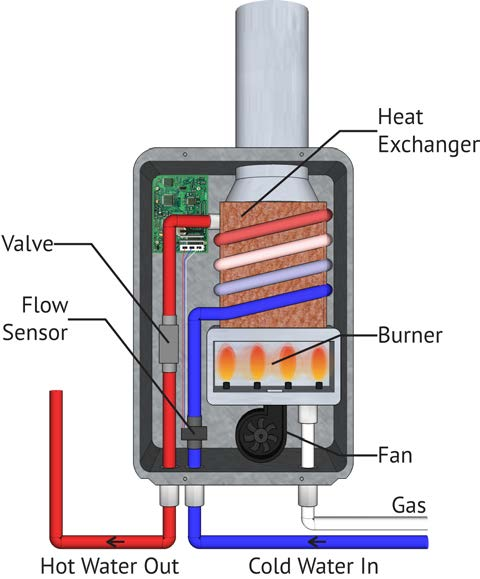 Heat
Exchanger
Valve
Flow
Sensor
Burner
Fan
Gas
Hot Water Out
Cold Water In